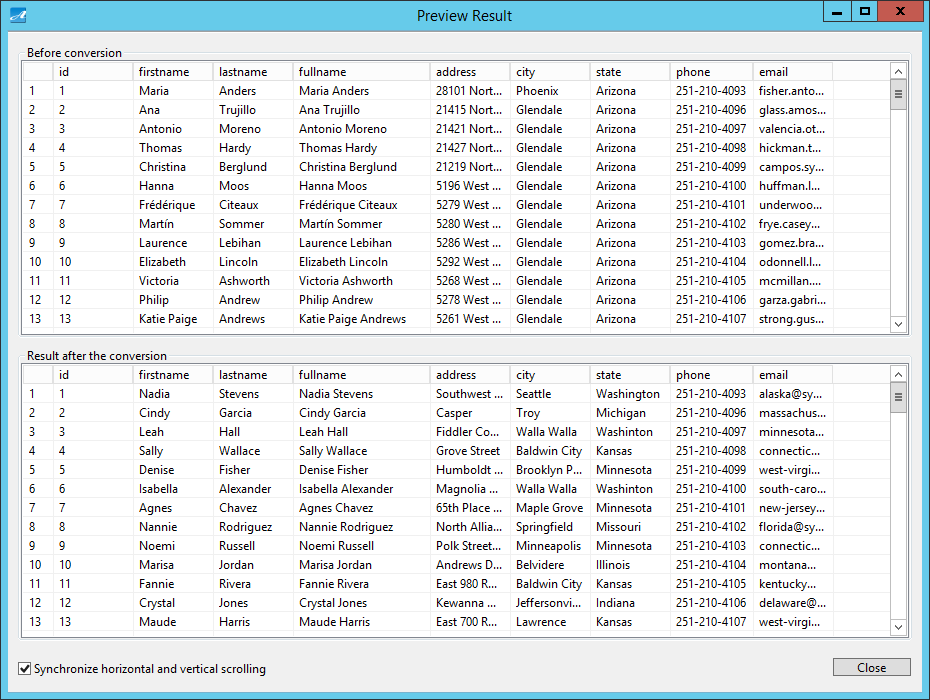 Preview Result
Before conversion
id firstname lastname fullname address city state phone email
1 1 Maria Anders Maria Anders 28101 Nort... Phoenix Arizona 251-210-4093 fisher.anto...
2 2 Ana Trujillo Ana Trujillo 21415 Nort... Glendale Arizona 251-210-4096 glass.amos...
3 3 Antonio Moreno Antonio Moreno 21421 Nort... Glendale Arizona 251-210-4097 valencia.ot...
4 4 Thomas Hardy Thomas Hardy 21427 Nort... Glendale Arizona 251-210-4098 hickman.t...
5 5 Christina Berglund Christina Berglund 21219 Nort... Glendale Arizona 251-210-4099 campos.sy...
6 6 Hanna Moos Hanna Moos 5196 West ... Glendale Arizona 251-210-4100 huffman.l...
7 7 Frédérique Citeaux Frédérique Citeaux 5279 West ... Glendale Arizona 251-210-4101 underwoo...
8 8 Martín Sommer Martín Sommer 5280 West ... Glendale Arizona 251-210-4102 frye.casey...
9 9 Laurence Lebihan Laurence Lebihan 5286 West ... Glendale Arizona 251-210-4103 gomez.bra...
10 10 Elizabeth Lincoln Elizabeth Lincoln 5292 West ... Glendale Arizona 251-210-4104 odonnell.l...
11 11 Victoria Ashworth Victoria Ashworth 5268 West ... Glendale Arizona 251-210-4105 mcmillan....
12 12 Philip Andrew Philip Andrew 5278 West ... Glendale Arizona 251-210-4106 garza.gabri...
13 13 Katie Paige Andrews Katie Paige Andrews 5261 West ... Glendale Arizona 251-210-4107 strong.gus...
Result after the conversion
id firstname lastname fullname address city state phone email
1 1 Nadia Stevens Nadia Stevens Southwest ... Seattle Washington 251-210-4093 alaska@sy...
2 2 Cindy Garcia Cindy Garcia Casper Troy Michigan 251-210-4096 massachus...
3 3 Leah Hall Leah Hall Fiddler Co... Walla Walla Washinton 251-210-4097 minnesota...
4 4 Sally Wallace Sally Wallace Grove Street Baldwin City Kansas 251-210-4098 connectic...
5 5 Denise Fisher Denise Fisher Humboldt ... Brooklyn P... Minnesota 251-210-4099 west-virgi...
6 6 Isabella Alexander Isabella Alexander Magnolia ... Walla Walla Washinton 251-210-4100 south-caro...
7 7 Agnes Chavez Agnes Chavez 65th Place ... Maple Grove Minnesota 251-210-4101 new-jersey...
8 8 Nannie Rodriguez Nannie Rodriguez North Allia... Springfield Missouri 251-210-4102 florida@sy...
9 9 Noemi Russell Noemi Russell Polk Street... Minneapolis Minnesota 251-210-4103 connectic...
10 10 Marisa Jordan Marisa Jordan Andrews D... Belvidere Illinois 251-210-4104 montana...
11 11 Fannie Rivera Fannie Rivera East 980 R... Baldwin City Kansas 251-210-4105 kentucky...
12 12 Crystal Jones Crystal Jones Kewanna ... Jeffersonvi... Indiana 251-210-4106 delaware@...
13 13 Maude Harris Maude Harris East 700 R... Lawrence Kansas 251-210-4107 west-virgi...
Synchronize horizontal and vertical scrolling
Close